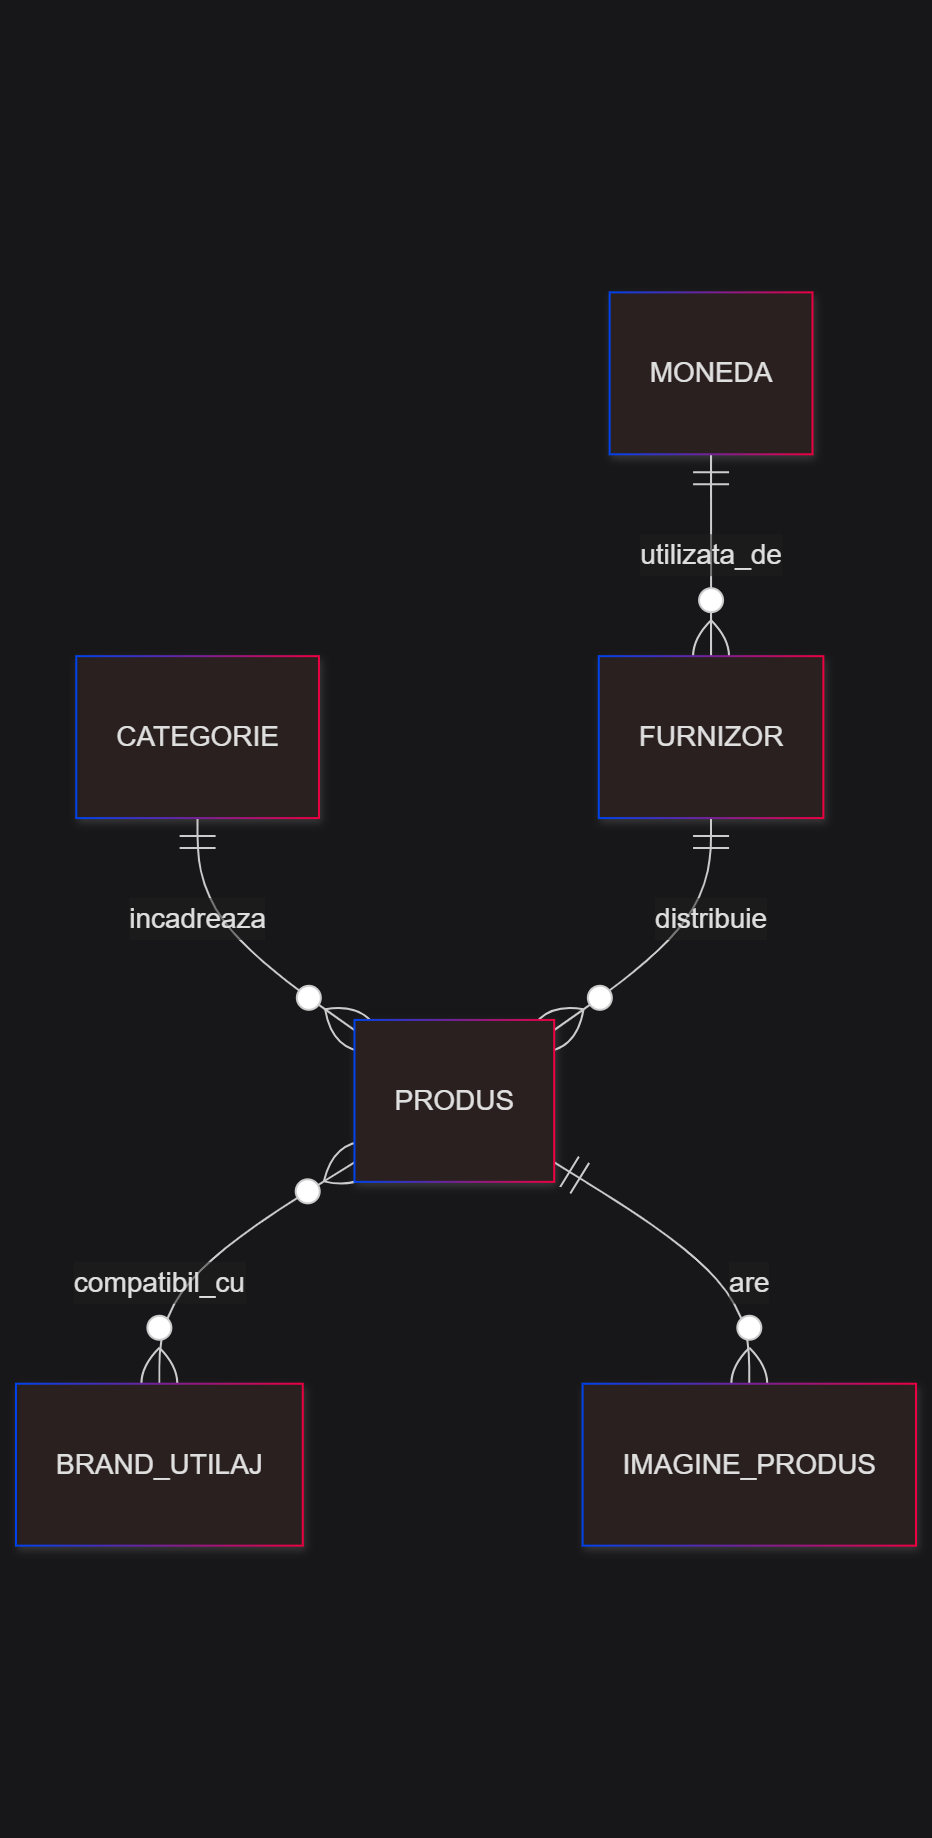 MONEDA
utilizata_de
CATEGORIE
FURNIZOR
incadreaza
distribuie
PRODUS
compatibil_cu
are
BRAND_UTILAJ
IMAGINE_PRODUS